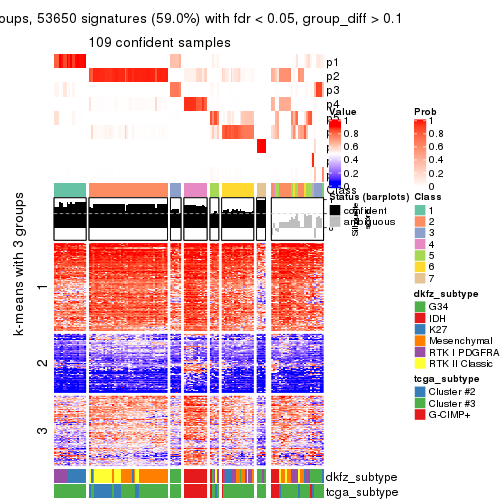 oups, 53650 signatures (59.0%) with fdr < 0.05, group_diff > 0.1
109 confident samples
p1
p2
p3
p4
Class
k-means with 3 groups
1
2
3
dkfz_subtype
tcga_subtype
Value
1
0.8
0.6
0.4
0.2
0
Status (barplots)
confident
ambiguous
Prob
1
0.8
0.6
0.4
0.2
0
Class
1
2
3
4
5
6
7
dkfz_subtype
G34
IDH
K27
Mesenchymal
RTK I PDGFRA
RTK II Classic
tcga_subtype
Cluster #2
Cluster #3
G-CIMP+